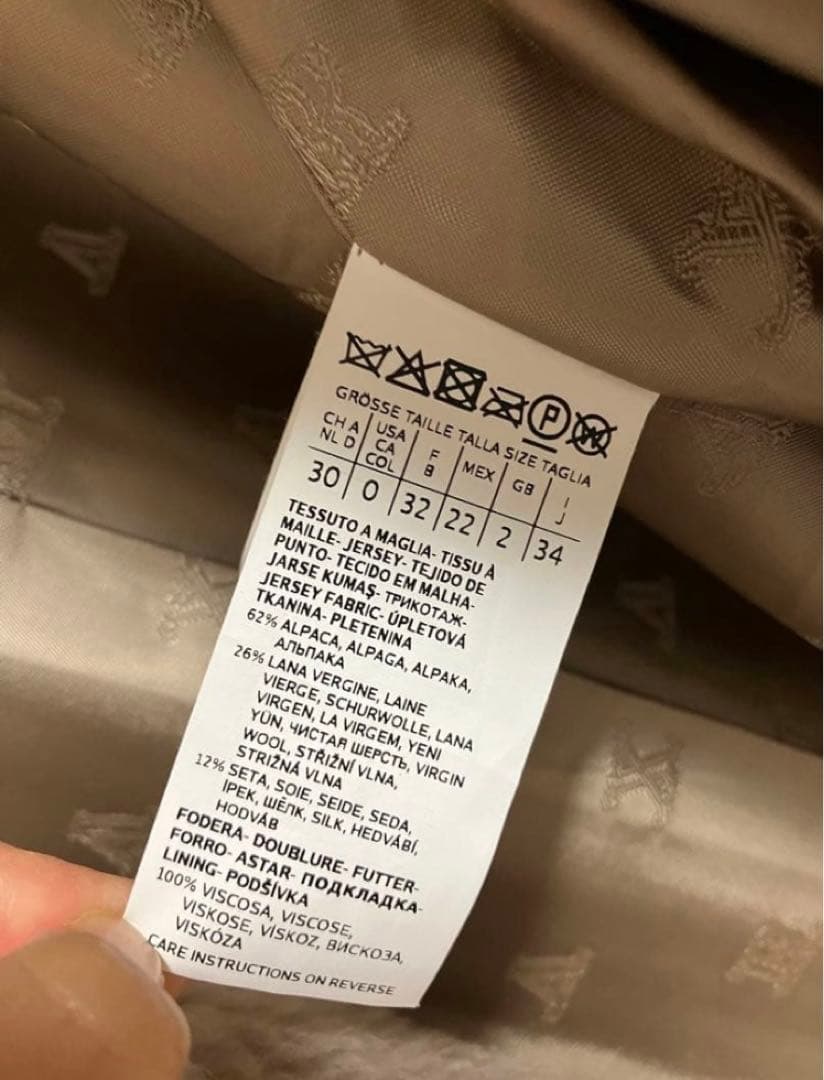 GRÖSSE TAILLE TALLA SIZE TAGLIA
CH A USA F MEX GB I
NL D CA B J
COL
30 0 32 22 2 34
TESSUTO A MAGLIA- TISSU À
MAILLE- JERSEY- TEJIDO DE
PUNTO- TECIDO EM MALHA-
JARSE KUMAŞ- ТРИКОТАЖ-
JERSEY FABRIC- ÚPLETOVÁ
TKANINA- PLETENINA
62% ALPACA, ALPAGA, ALPAKA,
АЛЬПАКА
26% LANA VERGINE, LAINE
VIERGE, SCHURWOLLE, LANA
VIRGEN, LA VIRGEM, YENI
YÜN, ЧИСТАЯ ШЕРСТЬ, VIRGIN
WOOL, STŘIŽNÍ VLNA,
STRIŽNÁ VLNA
12% SETA, SOIE, SEIDE, SEDA,
İPEK, ШЁЛК, SILK, HEDVÁBÍ,
HODVÁB
FODERA- DOUBLURE- FUTTER-
FORRO- ASTAR- ПОДКЛАДКА-
LINING- PODŠÍVKA
100% VISCOSA, VISCOSE,
VISKOSE, VİSKOZ, ВИСКОЗА,
VISKÓZA
CARE INSTRUCTIONS ON REVERSE